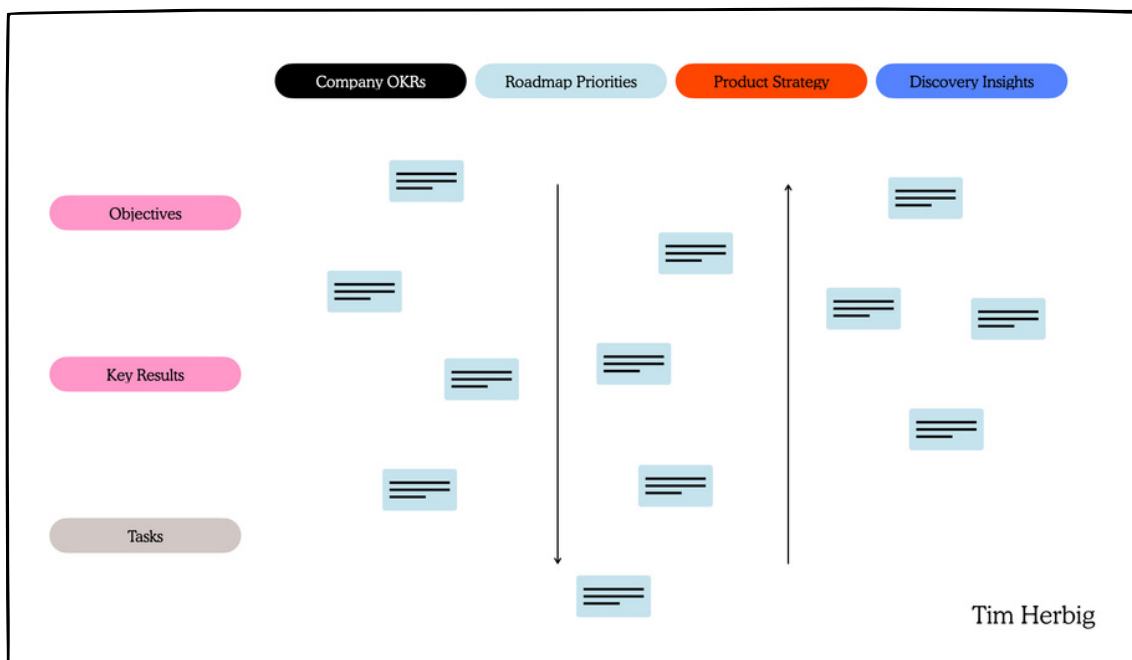 Company OKRs
Roadmap Priorities
Product Strategy
Discovery Insights
Objectives
Key Results
Tasks
Tim Herbig